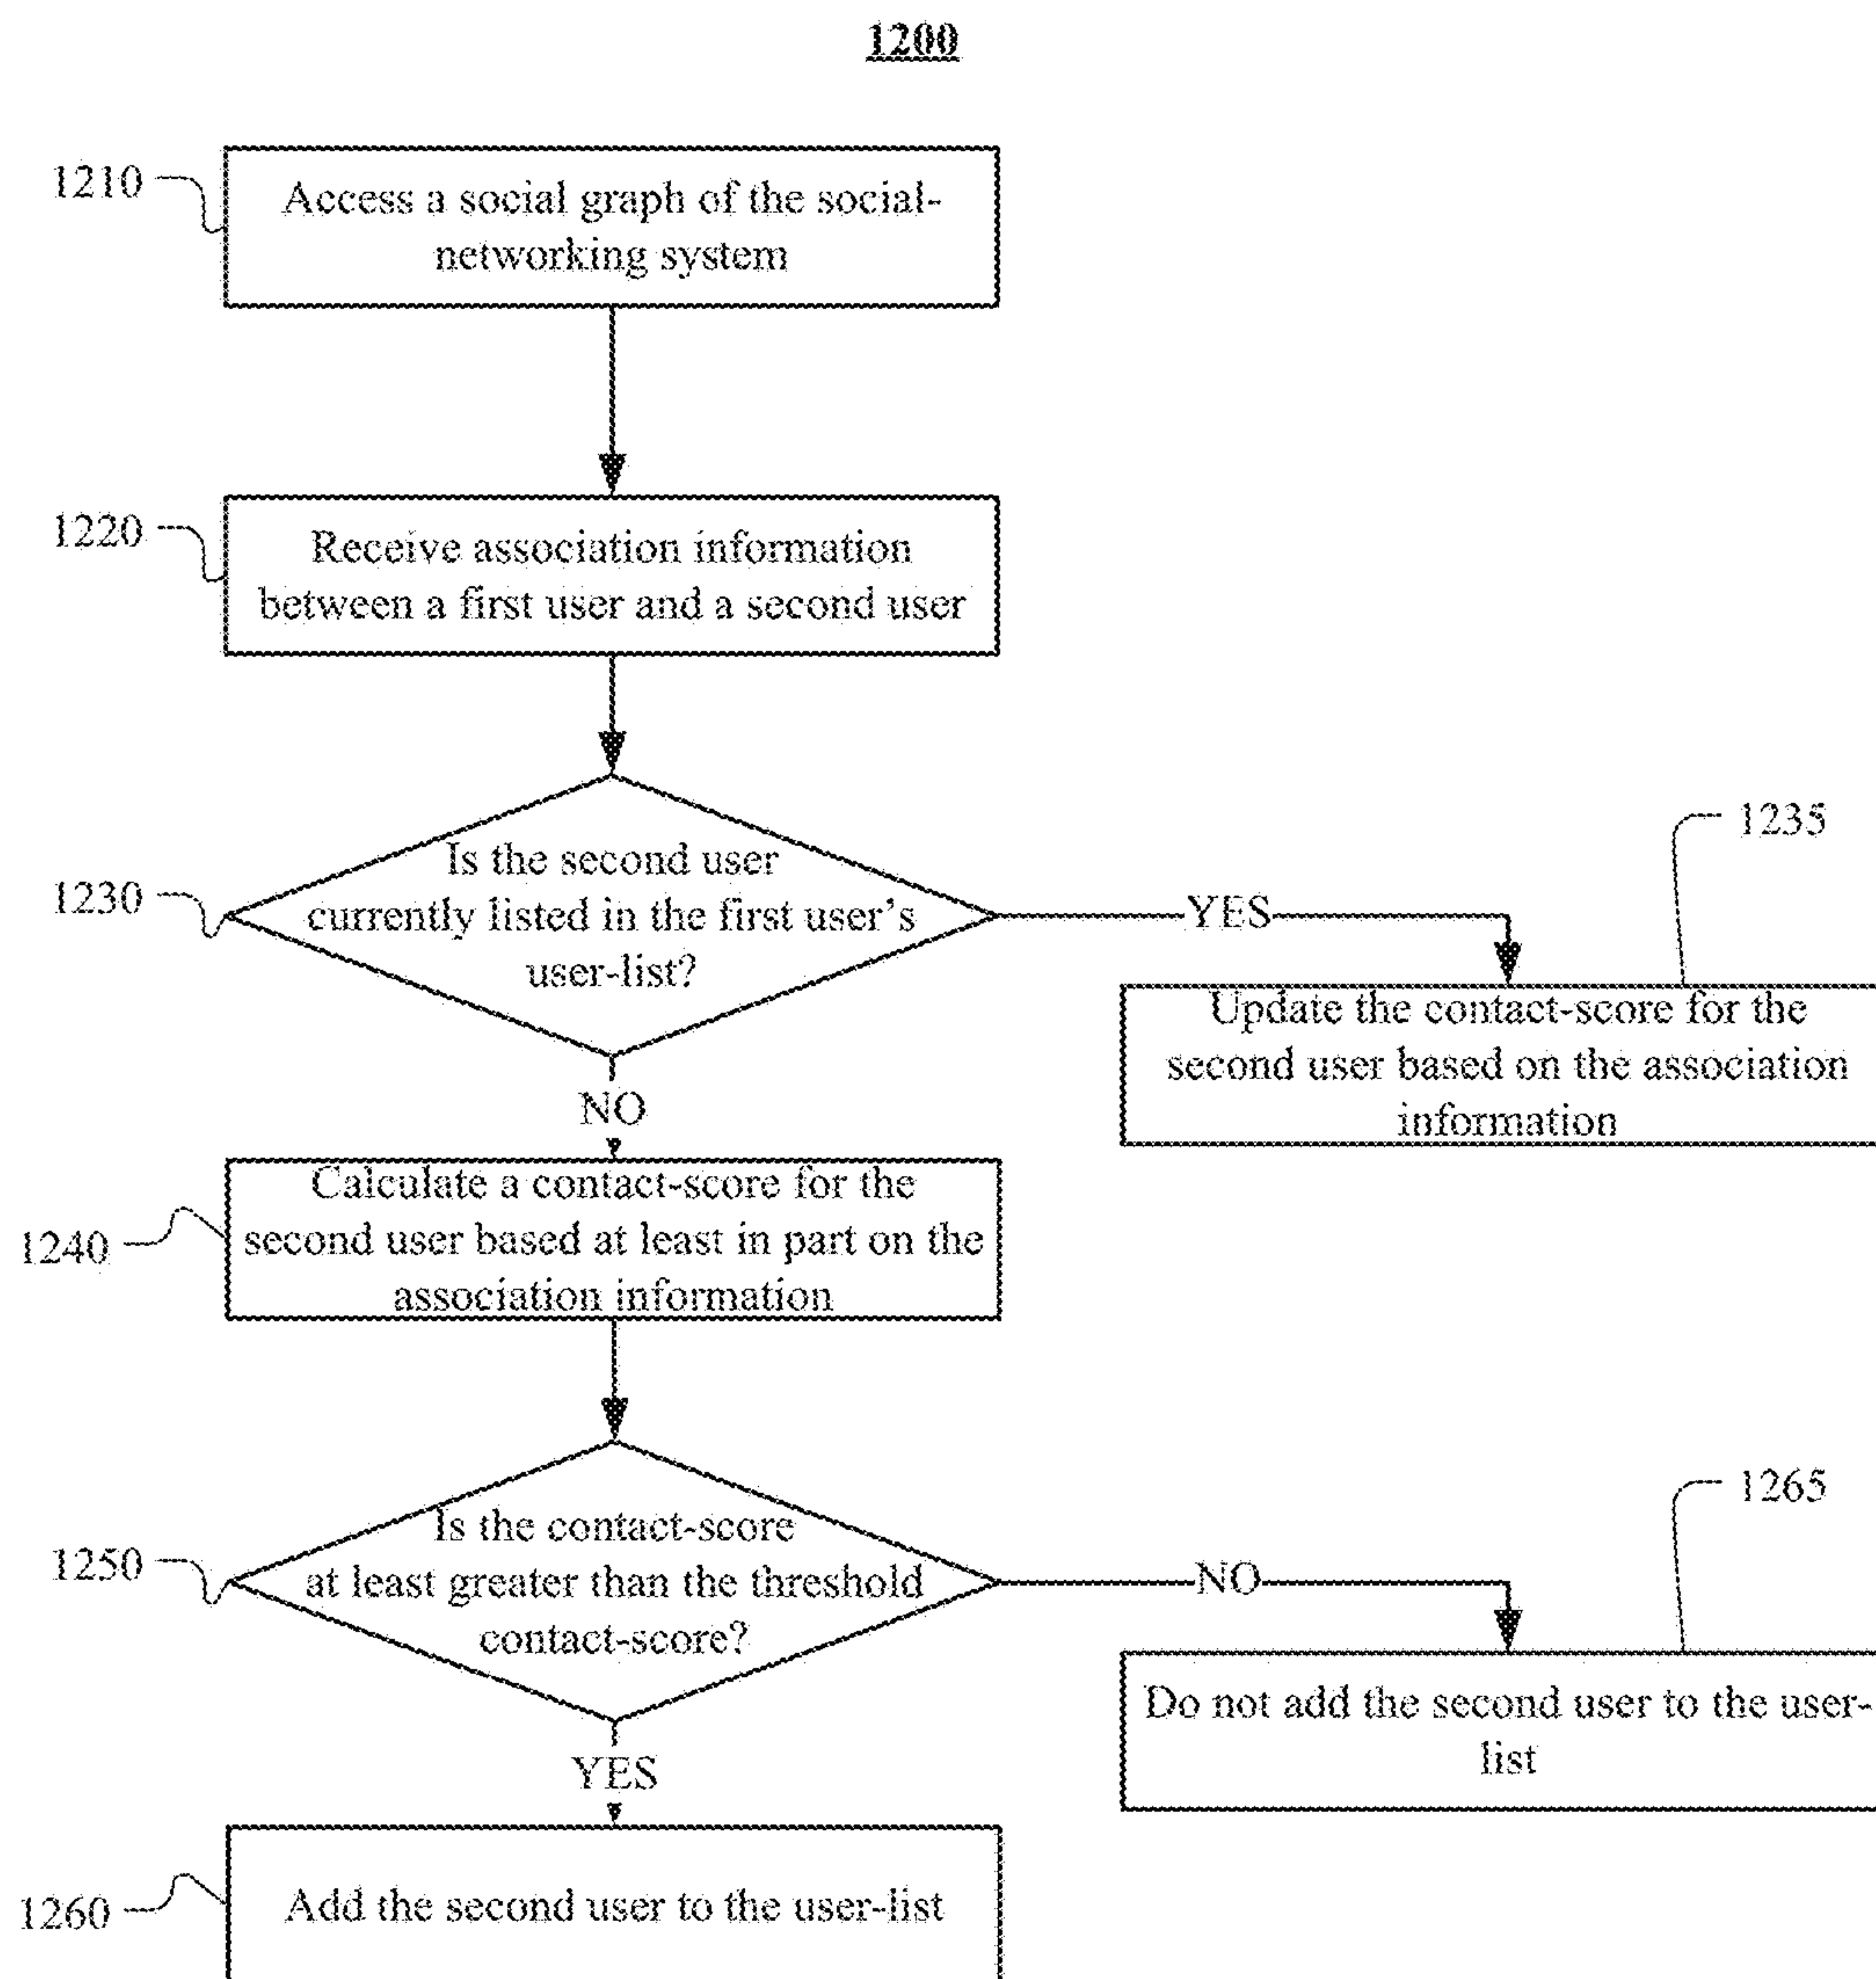 1200
1210
Access a social graph of the social-
networking system
1220
Receive association information
between a first user and a second user
1230
Is the second user
currently listed in the first user's
user-list?
YES
1235
Update the contact-score for the
second user based on the association
information
NO
1240
Calculate a contact-score for the
second user based at least in part on the
association information
1250
Is the contact-score
at least greater than the threshold
contact-score?
NO
1265
Do not add the second user to the user-
list
YES
1260
Add the second user to the user-list